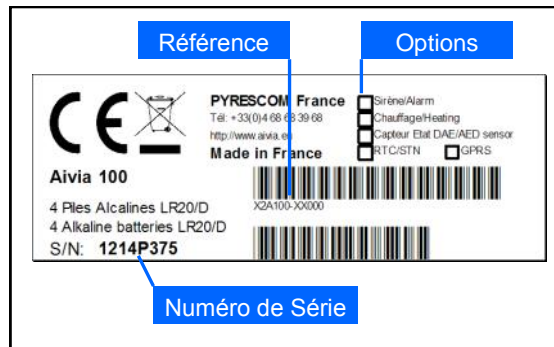 Référence
Options
PYRESCOM France
Tél: +33(0)4 68 68 39 68
http://www.aivia.eu
Made in France
Sirène/Alarm
Chauffage/Heating
Capteur Etat DAE/AED sensor
RTC/STN
GPRS
Aivia 100
4 Piles Alcalines LR20/D
4 Alkaline batteries LR20/D
S/N: 1214P375
X2A100-XX000
Numéro de Série